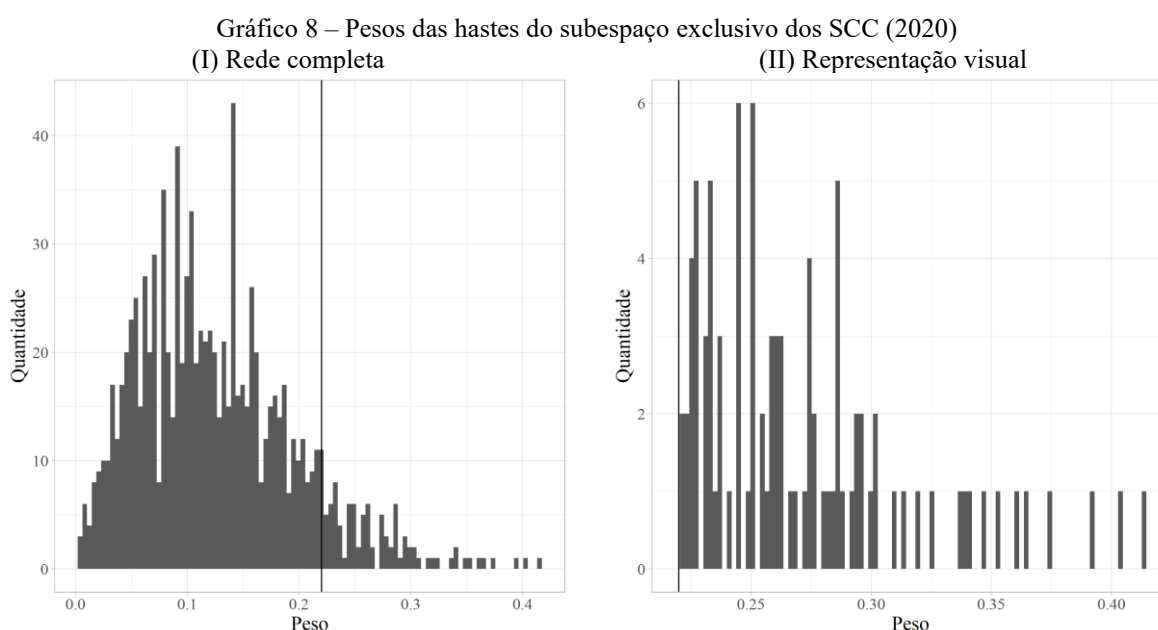 Gráfico 8 – Pesos das hastes do subespaço exclusivo dos SCC (2020)
(I) Rede completa
(II) Representação visual
Quantidade
40
30
20
10
0
0.0
0.1
0.2
0.3
0.4
Peso
Quantidade
6
4
2
0
0.25
0.30
0.35
0.40
Peso